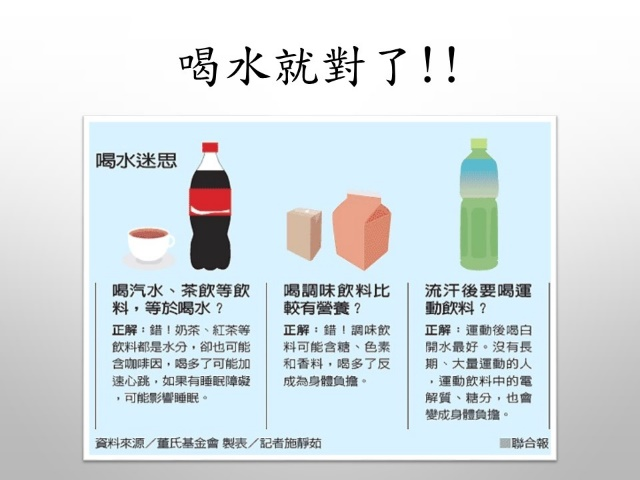 喝水就對了!!
喝水迷思
喝汽水、茶飲等飲
料，等於喝水？
正解：錯！奶茶、紅茶等
飲料都是水分，卻也可能
含咖啡因，喝多了可能加
速心跳，如果有睡眠障礙
，可能影響睡眠。
喝調味飲料比
較有營養？
正解：錯！調味飲
料可能含糖、色素
和香料，喝多了反
成為身體負擔。
流汗後要喝運
動飲料？
正解：運動後喝白
開水最好。沒有長
期、大量運動的人
，運動飲料中的電
解質、糖分，也會
變成身體負擔。
資料來源／董氏基金會 製表／記者施靜茹
■聯合報